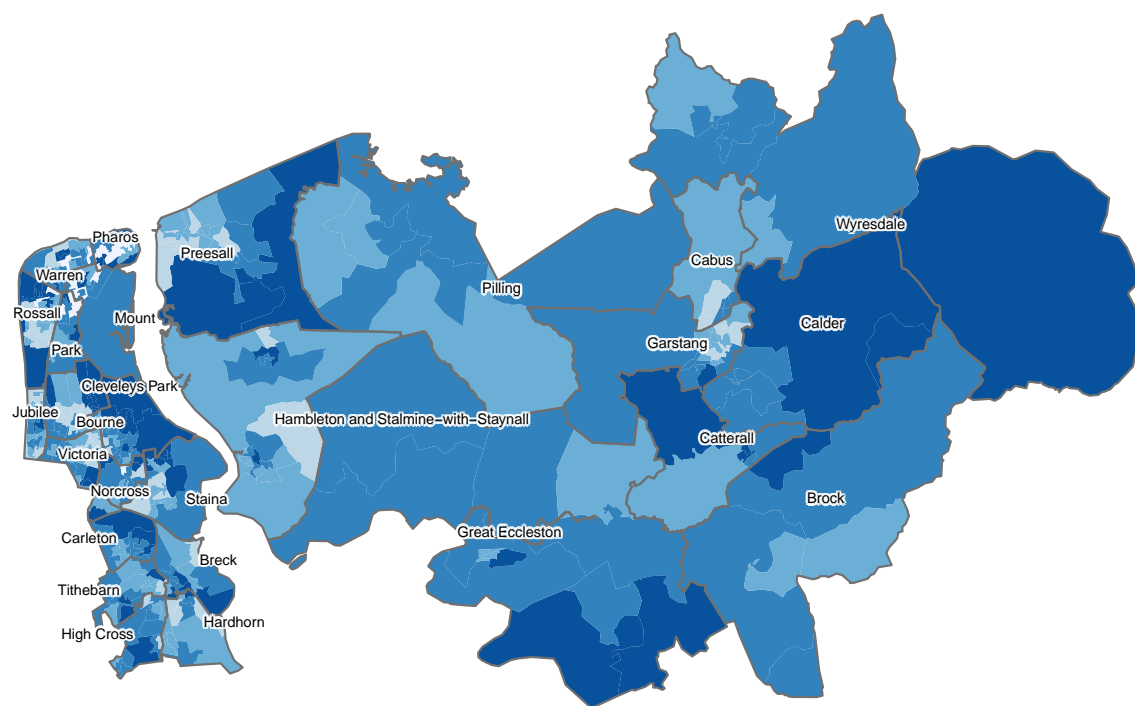 Pharos
Wyresdale
Preesall
Cabus
Warren
Pilling
Rossall
Mount
Calder
Garstang
Park
Cleveleys Park
Jubilee
Hambleton and Stalmine−with−Staynall
Bourne
Catterall
Victoria
Norcross
Staina
Brock
Great Eccleston
Carleton
Breck
Tithebarn
Hardhorn
High Cross